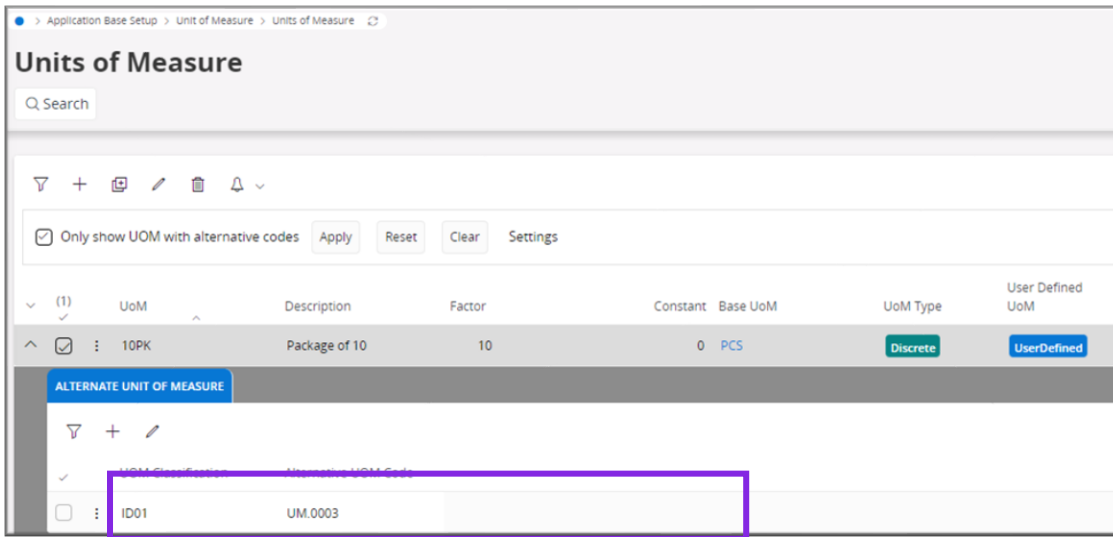 > Application Base Setup > Unit of Measure > Units of Measure
Units of Measure
Search
Only show UOM with alternative codes Apply Reset Clear Settings
(1) UoM Description Factor Constant Base UoM UoM Type User Defined UoM
10PK Package of 10 10 0 PCS Discrete UserDefined
ALTERNATE UNIT OF MEASURE
UOM Classification Alternative UOM Code
ID01 UM.0003